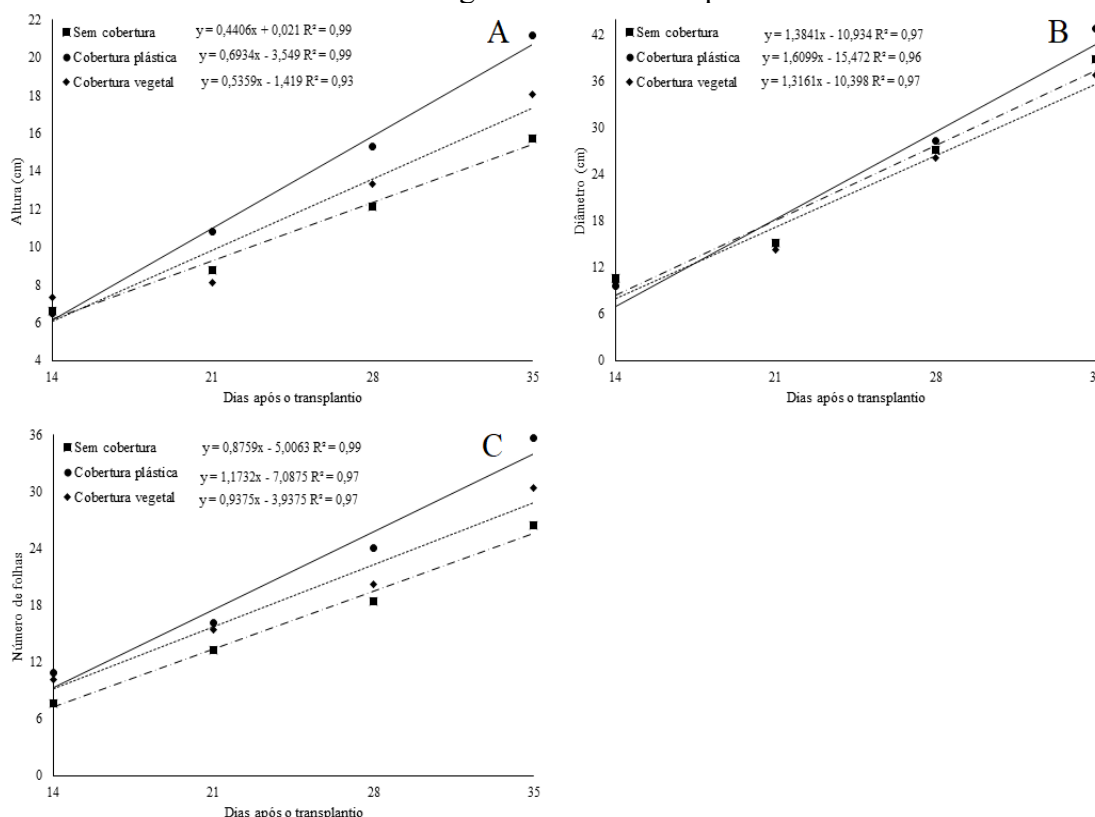 A
Sem cobertura y = 0,4406x + 0,021 R² = 0,99
Cobertura plástica y = 0,6934x - 3,549 R² = 0,99
Cobertura vegetal y = 0,5359x - 1,419 R² = 0,93
22
20
18
16
14
12
10
8
6
4
Altura (cm)
14 21 28 35
Dias após o transplantio
B
Sem cobertura y = 1,3841x - 10,934 R² = 0,97
Cobertura plástica y = 1,6099x - 15,472 R² = 0,96
Cobertura vegetal y = 1,3161x - 10,398 R² = 0,97
42
36
30
24
18
12
6
0
Diâmetro (cm)
14 21 28
Dias após o transplantio
C
Sem cobertura y = 0,8759x - 5,0063 R² = 0,99
Cobertura plástica y = 1,1732x - 7,0875 R² = 0,97
Cobertura vegetal y = 0,9375x - 3,9375 R² = 0,97
36
30
24
18
12
6
0
Número de folhas
14 21 28 35
Dias após o transplantio